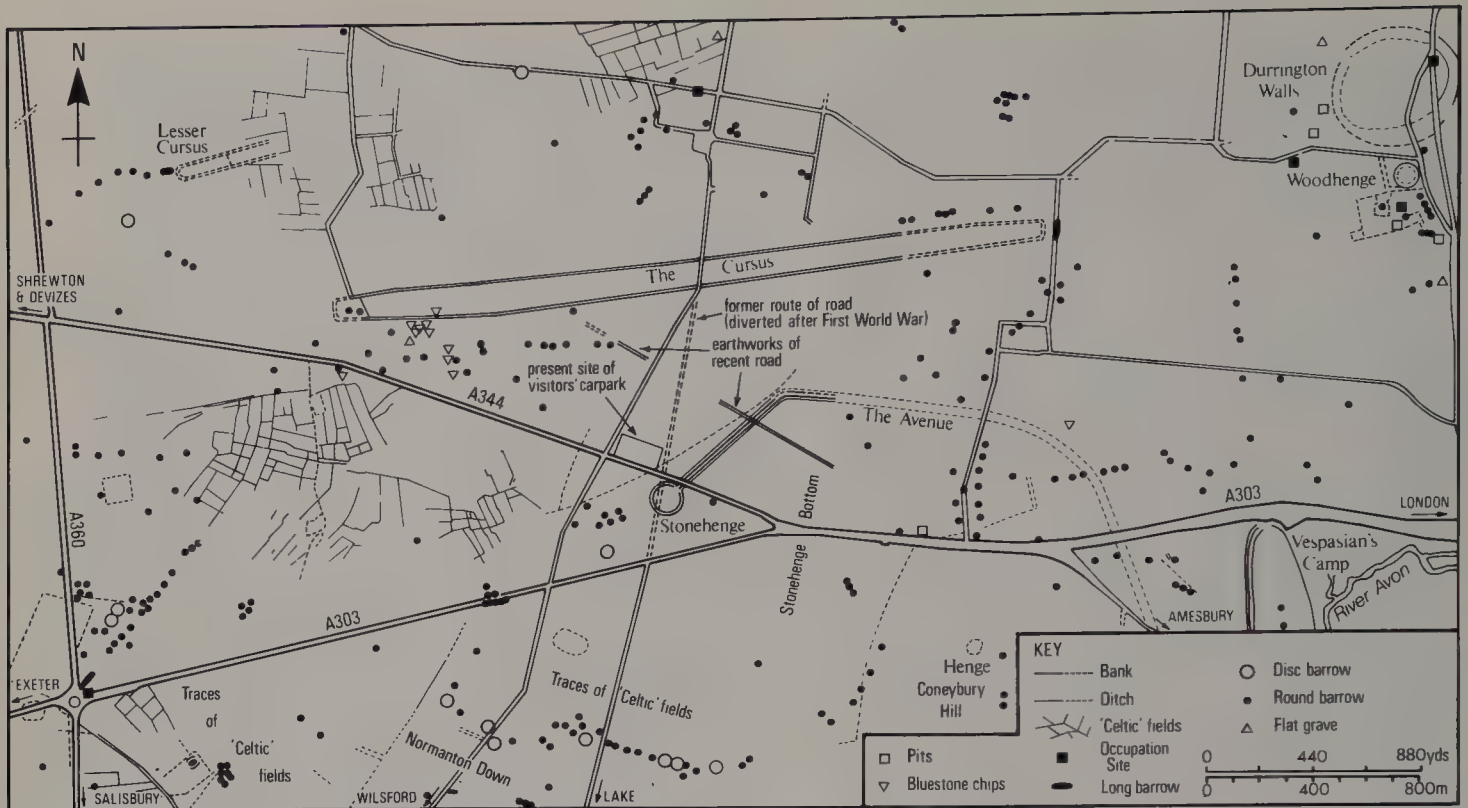 N
Lesser
Cursus
Durrington
Walls
Woodhenge
SHREWTON
& DEVIZES
The Cursus
former route of road
(diverted after First World War)
earthworks of
recent road
present site of
visitors' carpark
A344
The Avenue
A360
Stonehenge
Stonehenge Bottom
A303
LONDON
Vespasian's
Camp
River Avon
AMESBURY
A303
EXETER
Traces
of
'Celtic'
fields
SALISBURY
Normanton Down
WILSFORD
Traces of 'Celtic' fields
LAKE
Henge
Coneybury
Hill
KEY
Bank
Ditch
'Celtic' fields
Pits
Bluestone chips
Occupation
Site
Long barrow
Disc barrow
Round barrow
Flat grave
0 440 880yds
0 400 800m